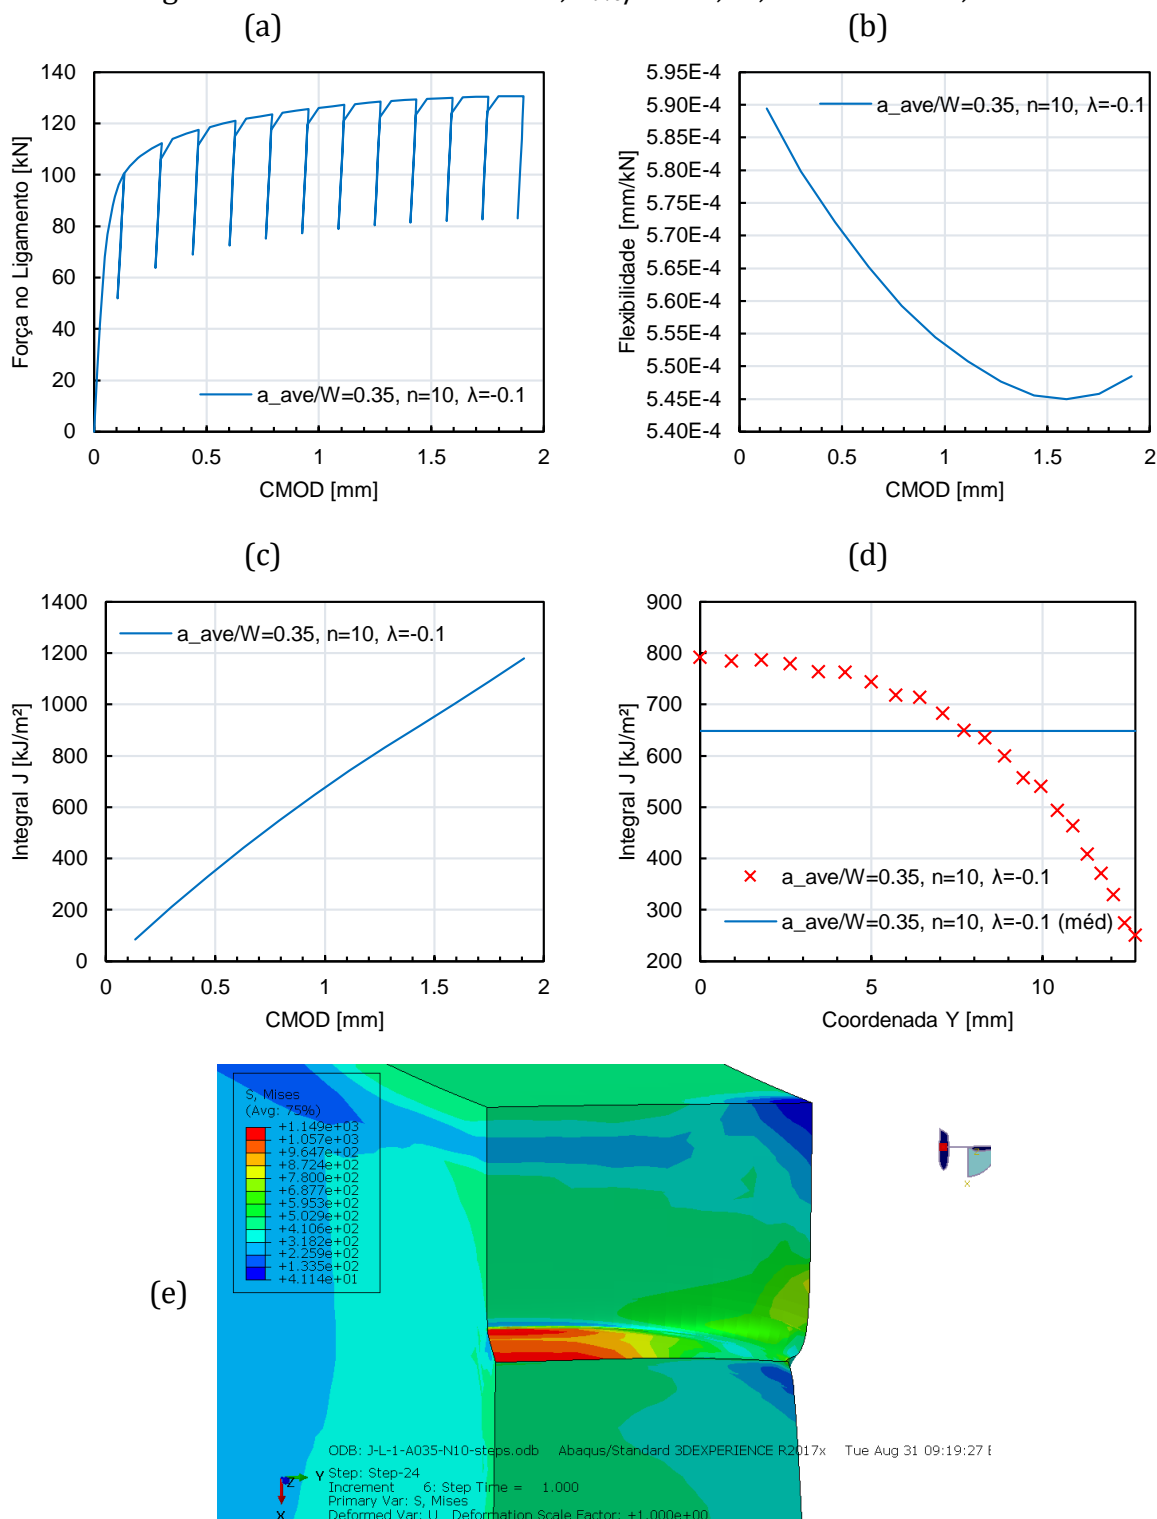 (a)
(b)
140
120
100
80
60
40
20
0
Força no Ligamento [kN]
a_ave/W=0.35, n=10, λ=-0.1
0
0.5
1
1.5
2
CMOD [mm]
5.95E-4
5.90E-4
5.85E-4
5.80E-4
5.75E-4
5.70E-4
5.65E-4
5.60E-4
5.55E-4
5.50E-4
5.45E-4
5.40E-4
Flexibilidade [mm/kN]
a_ave/W=0.35, n=10, λ=-0.1
0
0.5
1
1.5
2
CMOD [mm]
(c)
(d)
1400
1200
1000
800
600
400
200
0
Integral J [kJ/m²]
a_ave/W=0.35, n=10, λ=-0.1
0
0.5
1
1.5
2
CMOD [mm]
900
800
700
600
500
400
300
200
Integral J [kJ/m²]
a_ave/W=0.35, n=10, λ=-0.1
a_ave/W=0.35, n=10, λ=-0.1 (méd)
0
5
10
Coordenada Y [mm]
(e)
S, Mises
(Avg: 75%)
+1.149e+03
+1.057e+03
+9.647e+02
+8.724e+02
+7.800e+02
+6.877e+02
+5.953e+02
+5.029e+02
+4.106e+02
+3.182e+02
+2.259e+02
+1.335e+02
+4.114e+01
ODB: J-L-1-A035-N10-steps.odb Abaqus/Standard 3DEXPERIENCE R2017x Tue Aug 31 09:19:27
Y
Z
X
Step: Step-24
Increment 6: Step Time = 1.000
Primary Var: S, Mises
Deformed Var: U Deformation Scale Factor: +1.000e+00